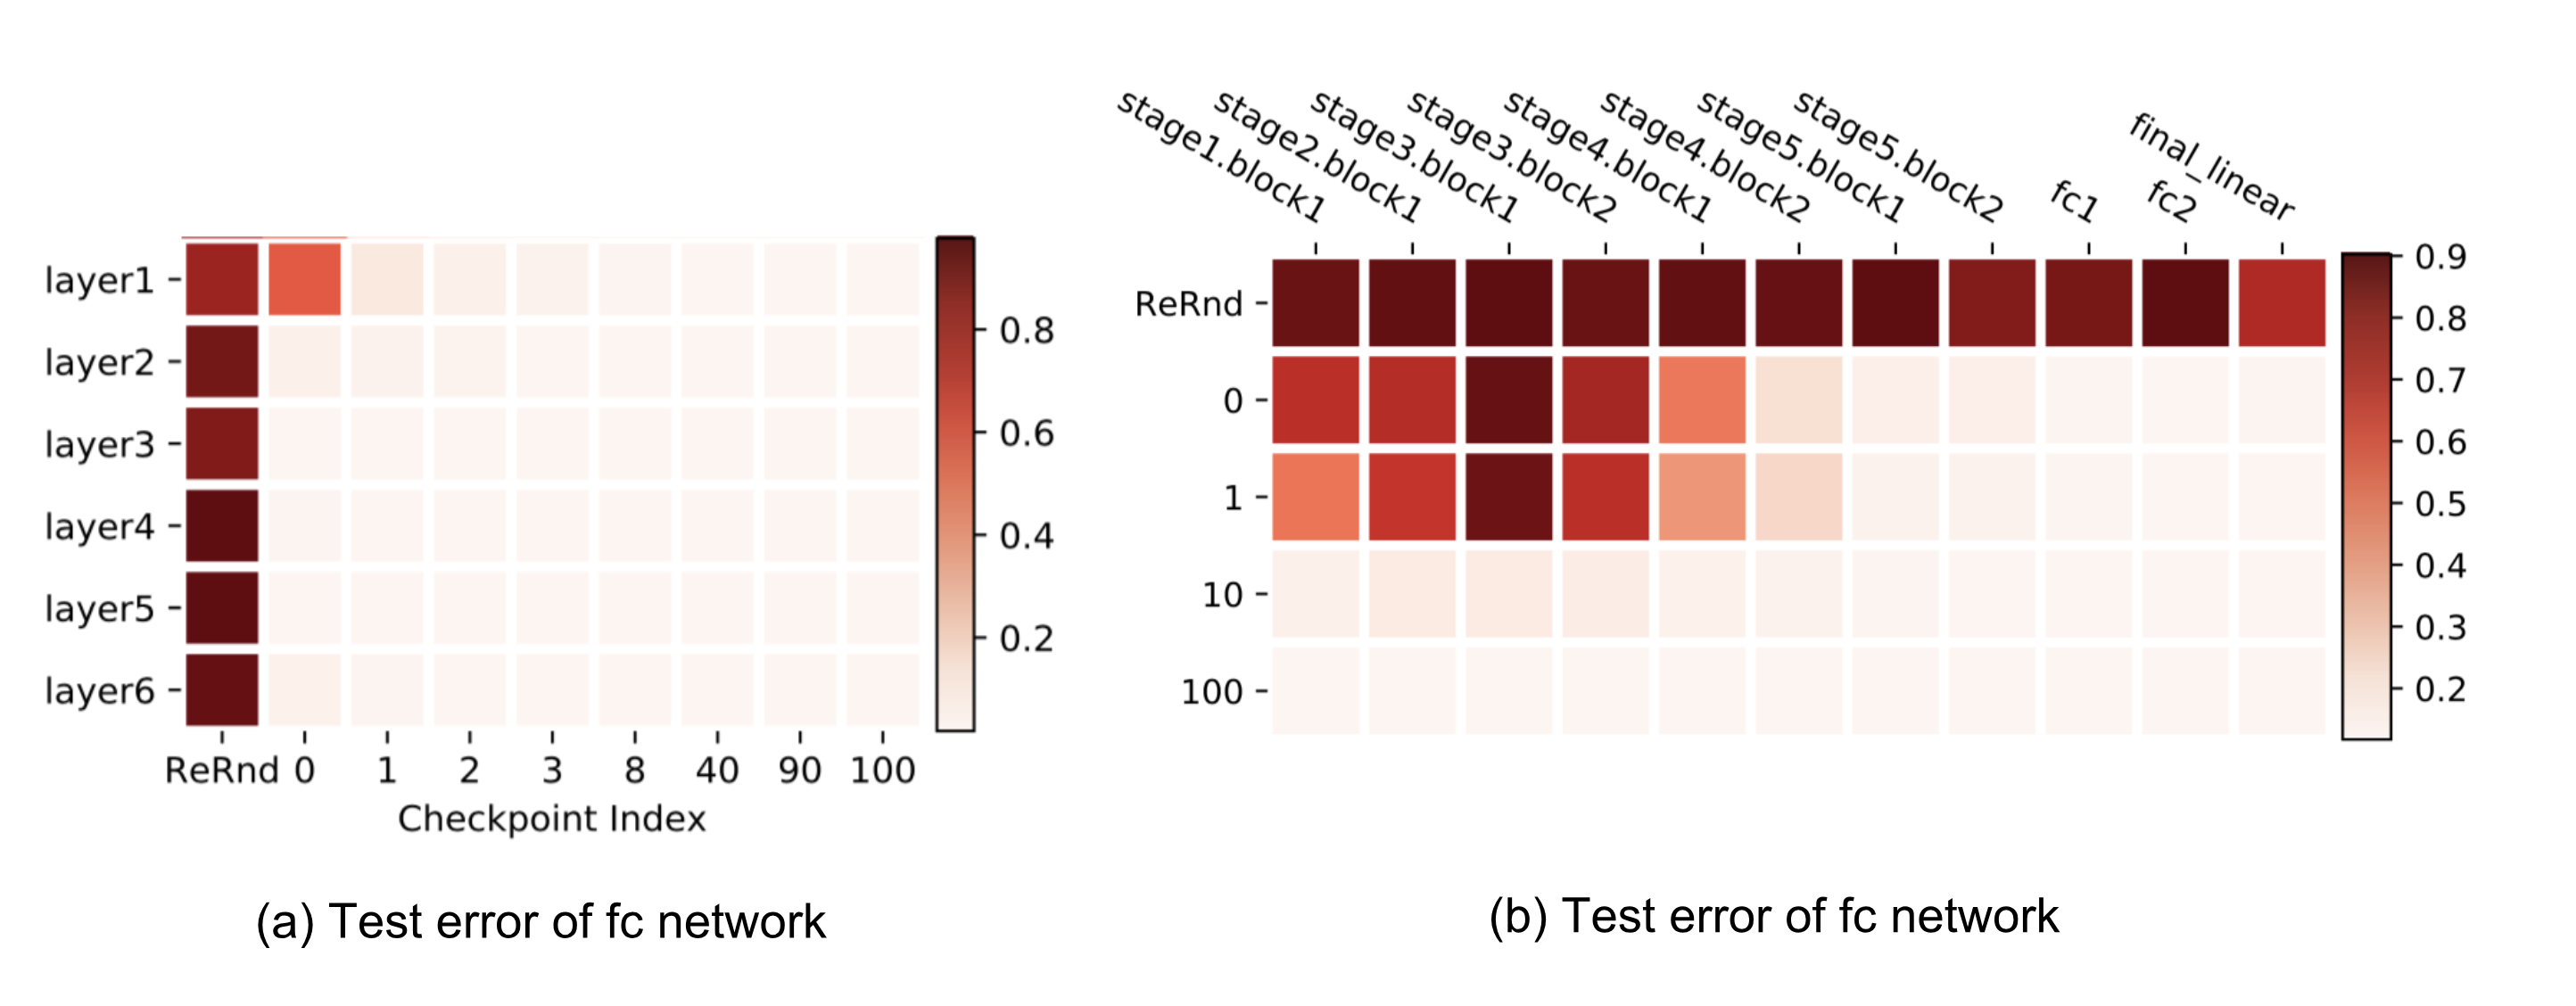 layer1
layer2
layer3
layer4
layer5
layer6
ReRnd 0 1 2 3 8 40 90 100
Checkpoint Index
0.8
0.6
0.4
0.2
(a) Test error of fc network
stage1.block1
stage2.block1
stage3.block1
stage3.block2
stage4.block1
stage4.block2
stage5.block1
stage5.block2
fc1
fc2
final_linear
ReRnd
0
1
10
100
0.9
0.8
0.7
0.6
0.5
0.4
0.3
0.2
(b) Test error of fc network